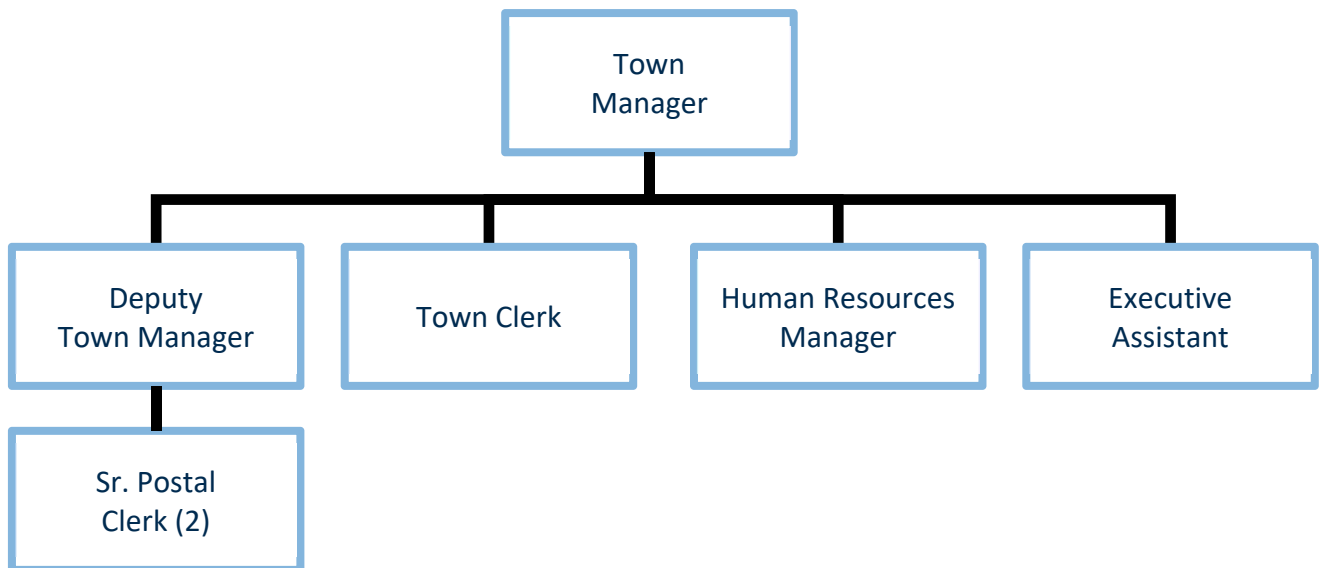 Town
Manager
Deputy
Town Manager
Town Clerk
Human Resources
Manager
Executive
Assistant
Sr. Postal
Clerk (2)